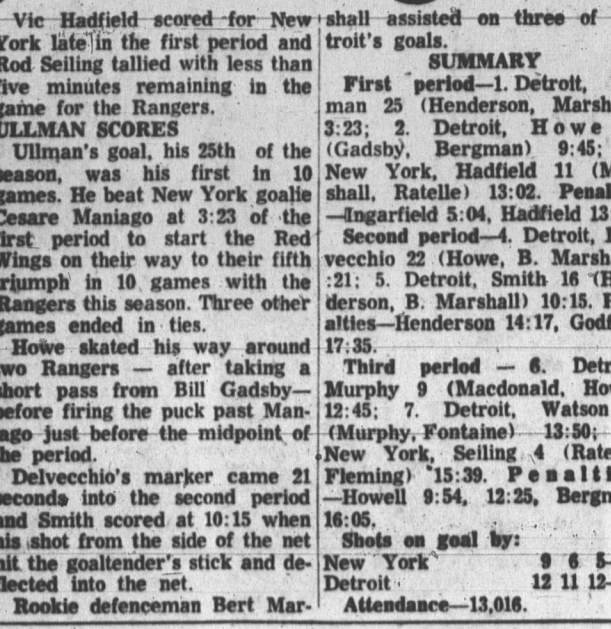 Vic Hadfield scored for New
York late in the first period and
Rod Seiling tallied with less than
five minutes remaining in the
game for the Rangers.
ULLMAN SCORES
Ullman's goal, his 25th of the
season, was his first in 10
games. He beat New York goalie
Cesare Maniago at 3:23 of the
first period to start the Red
Wings on their way to their fifth
triumph in 10 games with the
Rangers this season. Three other
games ended in ties.
Howe skated his way around
two Rangers — after taking a
short pass from Bill Gadsby—
before firing the puck past Man-
iago just before the midpoint of
the period.
Delvecchio's marker came 21
seconds into the second period
and Smith scored at 10:15 when
his shot from the side of the net
hit the goaltender's stick and de-
flected into the net.
Rookie defenceman Bert Mar-
shall assisted on three of
troit's goals.
SUMMARY
First period—1. Detroit,
man 25 (Henderson, Marsh
3:23; 2. Detroit, Howe
(Gadsby, Bergman) 9:45;
New York, Hadfield 11 (M
shall, Ratelle) 13:02. Penal
—Ingarfield 5:04, Hadfield 13
Second period—4. Detroit,
vecchio 22 (Howe, B. Marsh
:21; 5. Detroit, Smith 16 (H
derson, B. Marshall) 10:15. P
alties—Henderson 14:17, Godf
17:35.
Third period — 6. Detr
Murphy 9 (Macdonald, Ho
12:45; 7. Detroit, Watson
(Murphy, Fontaine) 13:50;
New York, Seiling 4 (Rate
Fleming) 15:39. Penalti
—Howell 9:54, 12:25, Bergm
16:05.
Shots on goal by:
New York 9 6 5-
Detroit 12 11 12-
Attendance—13,016.